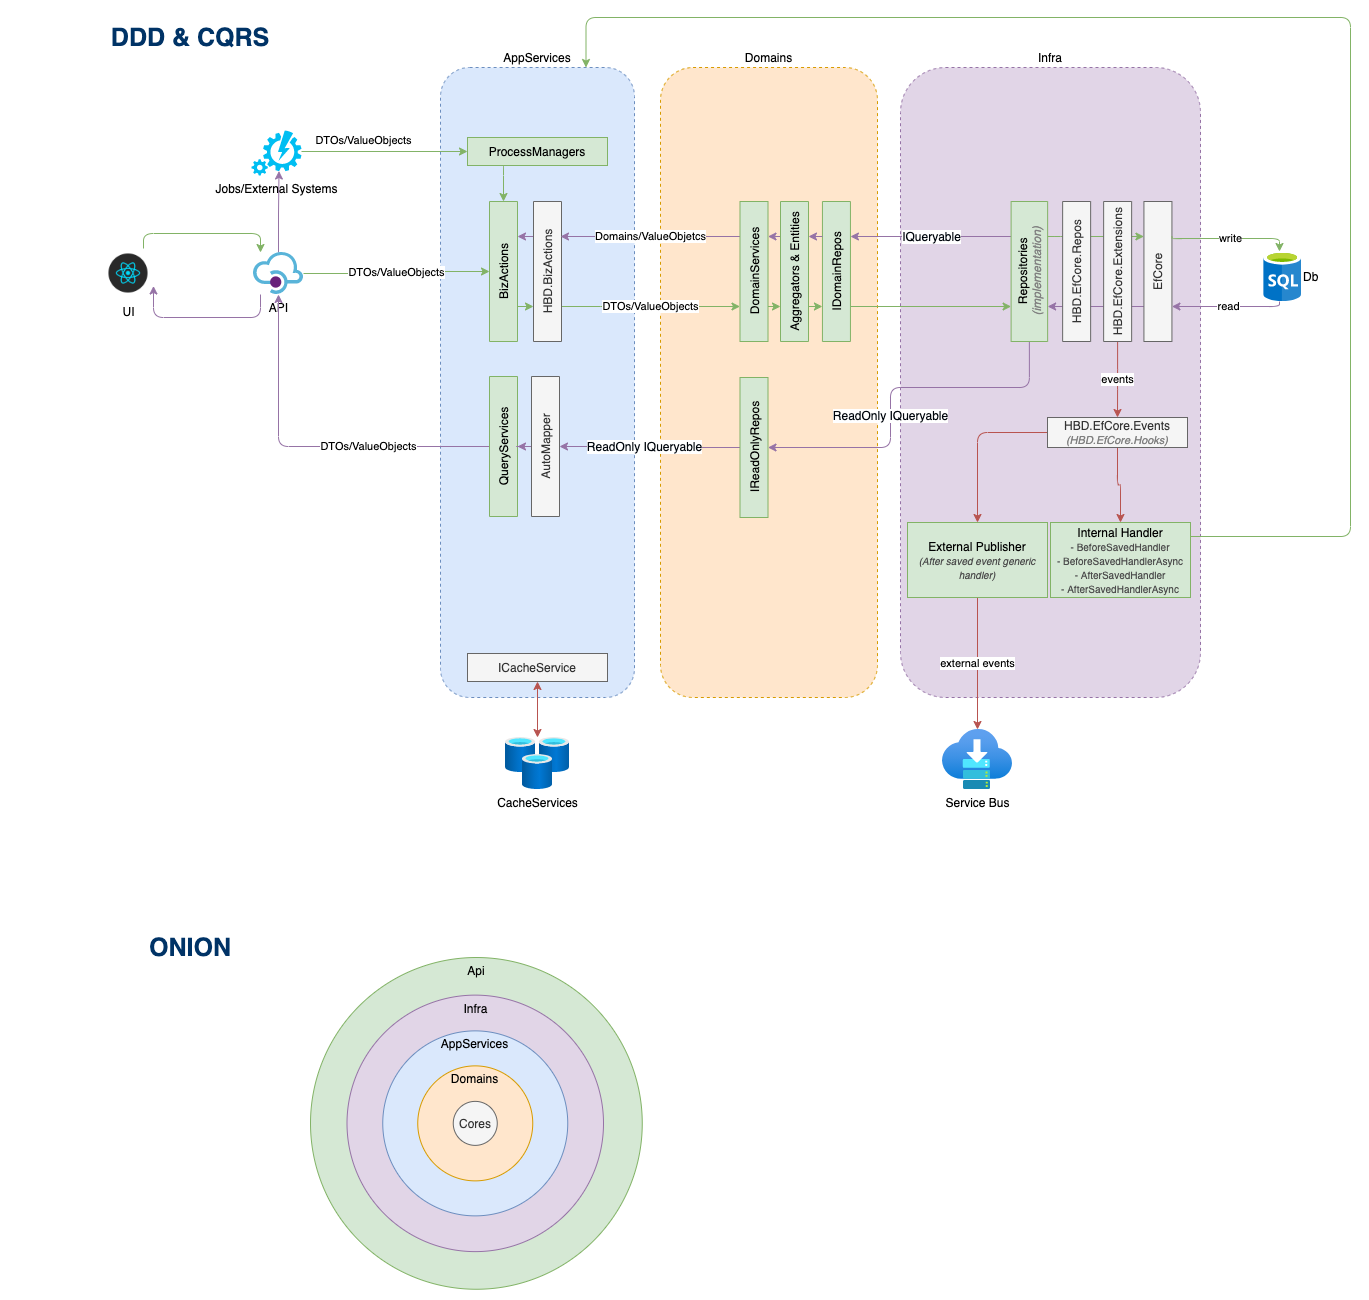 DDD & CQRS
AppServices
Domains
Infra
DTOs/ValueObjects
ProcessManagers
Jobs/External Systems
BizActions
HBD.BizActions
Domains/ValueObjetcs
DomainServices
Aggregators & Entities
IDomainRepos
IQueryable
Repositories
(implementation)
HBD.EfCore.Repos
HBD.EfCore.Extensions
EfCore
write
SQL
Db
read
UI
API
DTOs/ValueObjects
DTOs/ValueObjects
events
ReadOnly IQueryable
HBD.EfCore.Events
(HBD.EfCore.Hooks)
DTOs/ValueObjects
QueryServices
AutoMapper
ReadOnly IQueryable
IReadOnlyRepos
External Publisher
(After saved event generic
handler)
Internal Handler
- BeforeSavedHandler
- BeforeSavedHandlerAsync
- AfterSavedHandler
- AfterSavedHandlerAsync
ICacheService
external events
CacheServices
Service Bus
ONION
Api
Infra
AppServices
Domains
Cores